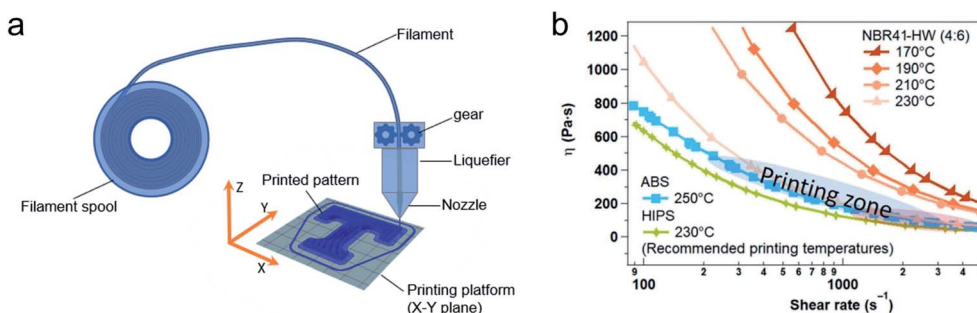 a
Filament
gear
Liquefier
Nozzle
Filament spool
Printed pattern
Z
Y
X
Printing platform
(X-Y plane)
b
NBR41-HW (4:6)
170°C
190°C
210°C
230°C
1200
1000
800
600
400
200
0
η (Pa·s)
Printing zone
ABS
250°C
HIPS
230°C
(Recommended printing temperatures)
9 2 3 4 5 6 7 8 9 2 3 4
100 1000
Shear rate (s⁻¹)